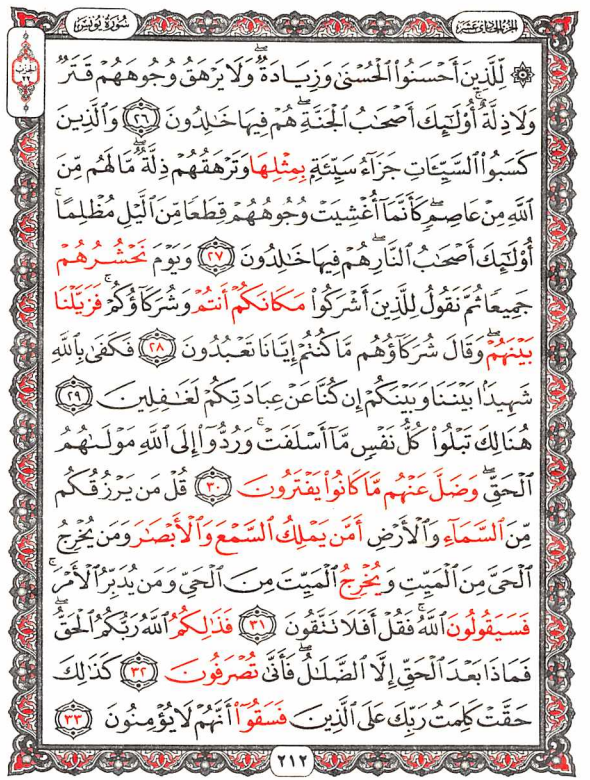 سُورَةُ يُونُسَ
الجزء الحادي عشر
الحزب ٢٢
۞ لِّلَّذِينَ أَحْسَنُوا۟ ٱلْحُسْنَىٰ وَزِيَادَةٌۖ وَلَا يَرْهَقُ وُجُوهَهُمْ قَتَرٌ
وَلَا ذِلَّةٌۚ أُو۟لَٰٓئِكَ أَصْحَٰبُ ٱلْجَنَّةِۖ هُمْ فِيهَا خَٰلِدُونَ ٢٦ وَٱلَّذِينَ
كَسَبُوا۟ ٱلسَّيِّـَٔاتِ جَزَآءُ سَيِّئَةٍۭ بِمِثْلِهَا وَتَرْهَقُهُمْ ذِلَّةٌۖ مَّا لَهُم مِّنَ
ٱللَّهِ مِنْ عَاصِمٍۖ كَأَنَّمَآ أُغْشِيَتْ وُجُوهُهُمْ قِطَعًا مِّنَ ٱلَّيْلِ مُظْلِمًاۚ
أُو۟لَٰٓئِكَ أَصْحَٰبُ ٱلنَّارِۖ هُمْ فِيهَا خَٰلِدُونَ ٢٧ وَيَوْمَ نَحْشُرُهُمْ
جَمِيعًا ثُمَّ نَقُولُ لِلَّذِينَ أَشْرَكُوا۟ مَكَانَكُمْ أَنتُمْ وَشُرَكَآؤُكُمْۚ فَزَيَّلْنَا
بَيْنَهُمْۖ وَقَالَ شُرَكَآؤُهُم مَّا كُنتُمْ إِيَّانَا تَعْبُدُونَ ٢٨ فَكَفَىٰ بِٱللَّهِ
شَهِيدًۢا بَيْنَنَا وَبَيْنَكُمْ إِن كُنَّا عَنْ عِبَادَتِكُمْ لَغَٰفِلِينَ ٢٩
هُنَالِكَ تَبْلُوا۟ كُلُّ نَفْسٍ مَّآ أَسْلَفَتْۚ وَرُدُّوٓا۟ إِلَى ٱللَّهِ مَوْلَىٰهُمُ
ٱلْحَقِّۖ وَضَلَّ عَنْهُم مَّا كَانُوا۟ يَفْتَرُونَ ٣٠ قُلْ مَن يَرْزُقُكُم
مِّنَ ٱلسَّمَآءِ وَٱلْأَرْضِ أَمَّن يَمْلِكُ ٱلسَّمْعَ وَٱلْأَبْصَٰرَ وَمَن يُخْرِجُ
ٱلْحَىَّ مِنَ ٱلْمَيِّتِ وَيُخْرِجُ ٱلْمَيِّتَ مِنَ ٱلْحَىِّ وَمَن يُدَبِّرُ ٱلْأَمْرَۚ
فَسَيَقُولُونَ ٱللَّهُۚ فَقُلْ أَفَلَا تَتَّقُونَ ٣١ فَذَٰلِكُمُ ٱللَّهُ رَبُّكُمُ ٱلْحَقُّۖ
فَمَاذَا بَعْدَ ٱلْحَقِّ إِلَّا ٱلضَّلَٰلُۖ فَأَنَّىٰ تُصْرَفُونَ ٣٢ كَذَٰلِكَ
حَقَّتْ كَلِمَتُ رَبِّكَ عَلَى ٱلَّذِينَ فَسَقُوٓا۟ أَنَّهُمْ لَا يُؤْمِنُونَ ٣٣
٢١٢